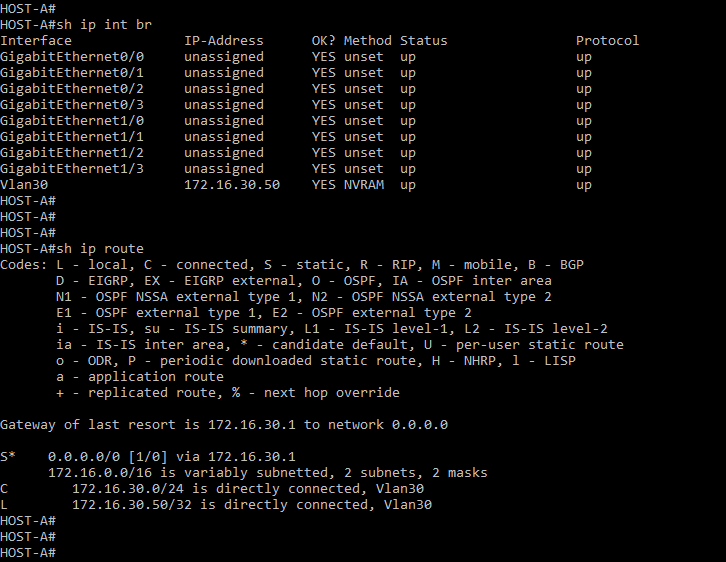 HOST-A#
HOST-A#sh ip int br
Interface              IP-Address      OK? Method Status                Protocol
GigabitEthernet0/0     unassigned      YES unset  up                    up
GigabitEthernet0/1     unassigned      YES unset  up                    up
GigabitEthernet0/2     unassigned      YES unset  up                    up
GigabitEthernet0/3     unassigned      YES unset  up                    up
GigabitEthernet1/0     unassigned      YES unset  up                    up
GigabitEthernet1/1     unassigned      YES unset  up                    up
GigabitEthernet1/2     unassigned      YES unset  up                    up
GigabitEthernet1/3     unassigned      YES unset  up                    up
Vlan30                 172.16.30.50    YES NVRAM  up                    up
HOST-A#
HOST-A#
HOST-A#
HOST-A#sh ip route
Codes: L - local, C - connected, S - static, R - RIP, M - mobile, B - BGP
       D - EIGRP, EX - EIGRP external, O - OSPF, IA - OSPF inter area
       N1 - OSPF NSSA external type 1, N2 - OSPF NSSA external type 2
       E1 - OSPF external type 1, E2 - OSPF external type 2
       i - IS-IS, su - IS-IS summary, L1 - IS-IS level-1, L2 - IS-IS level-2
       ia - IS-IS inter area, * - candidate default, U - per-user static route
       o - ODR, P - periodic downloaded static route, H - NHRP, l - LISP
       a - application route
       + - replicated route, % - next hop override

Gateway of last resort is 172.16.30.1 to network 0.0.0.0

S*    0.0.0.0/0 [1/0] via 172.16.30.1
      172.16.0.0/16 is variably subnetted, 2 subnets, 2 masks
C        172.16.30.0/24 is directly connected, Vlan30
L        172.16.30.50/32 is directly connected, Vlan30
HOST-A#
HOST-A#
HOST-A#